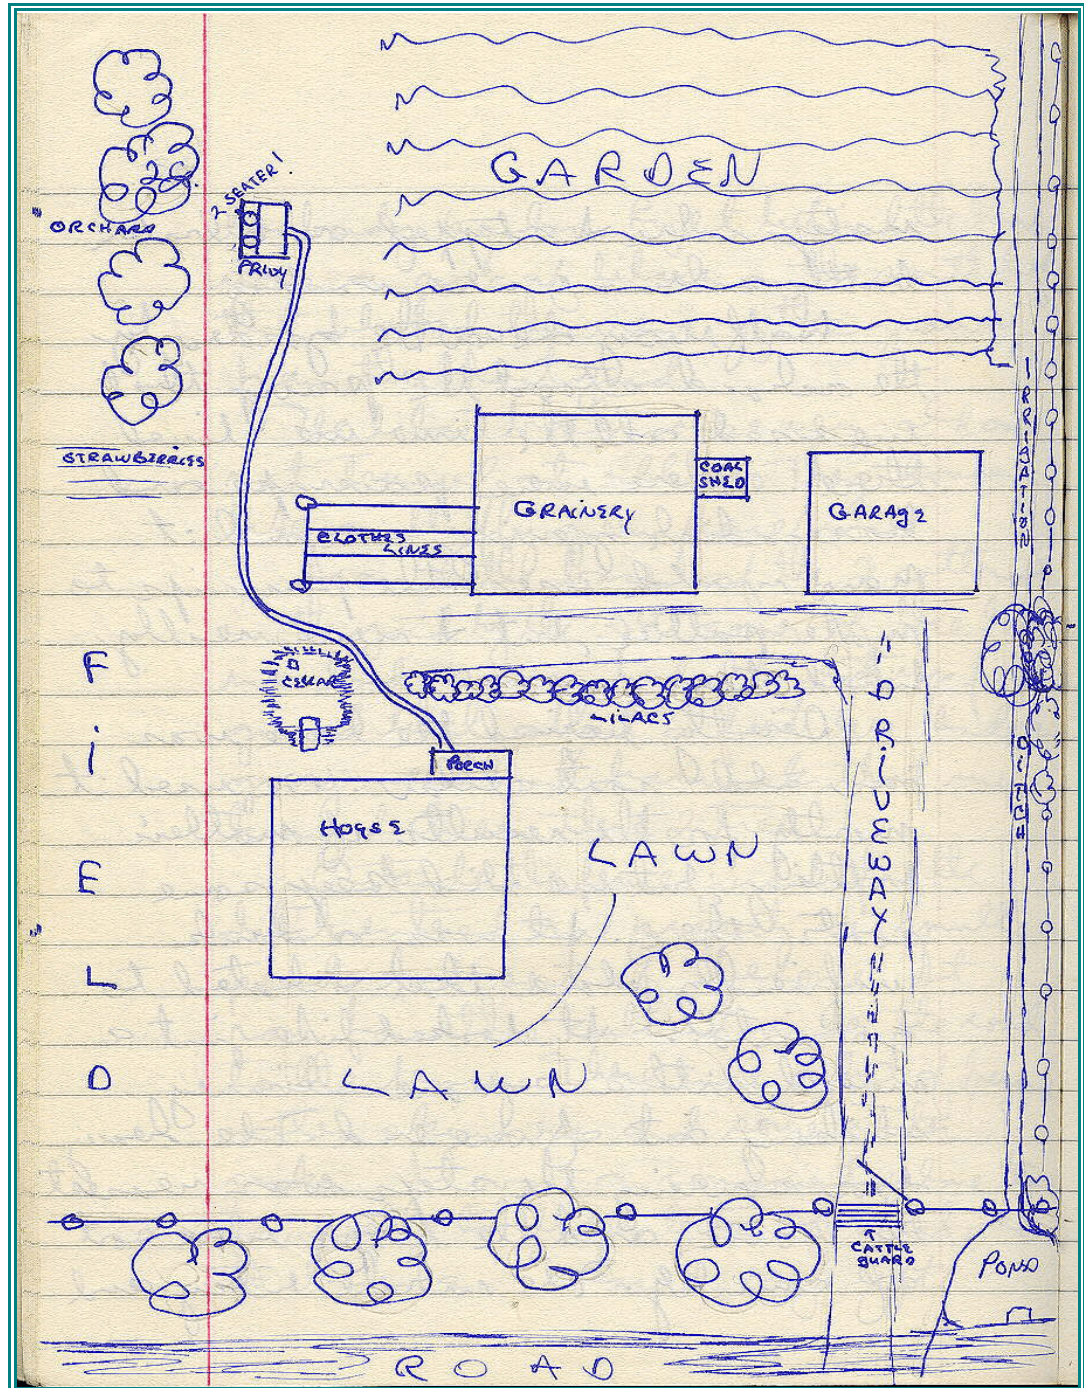 GARDEN
2 SEATER!
ORCHARD
PRIVY
IRRIGATION
DITCH
STRAWBERRIES
COAL
SHED
GRAINERY
GARAGE
CLOTHES
LINES
FiELD
CELLAR
LILACS
DRiVEWAY
PORCH
HOUSE
LAWN
LAWN
CATTLE
GUARD
POND
ROAD